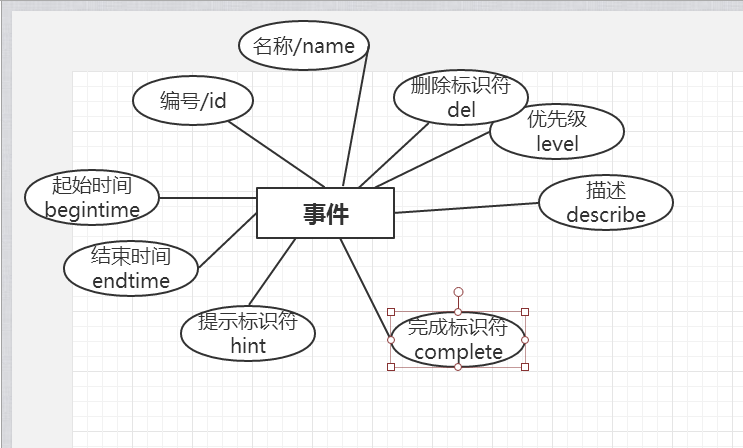 名称/name
删除标识符
del
编号/id
优先级
level
起始时间
begintime
描述
describe
事件
结束时间
endtime
提示标识符
hint
完成标识符
complete